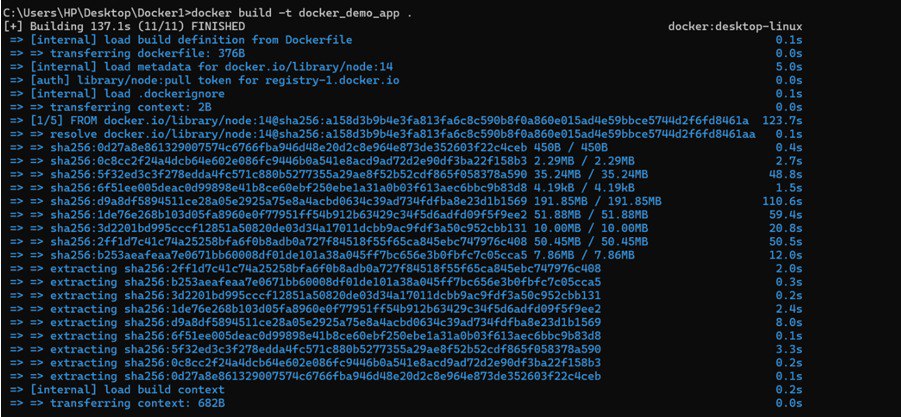 C:\Users\HP\Desktop\Docker1>docker build -t docker_demo_app .
[+] Building 137.1s (11/11) FINISHED docker:desktop-linux
=> [internal] load build definition from Dockerfile 0.1s
=> => transferring dockerfile: 376B 0.0s
=> [internal] load metadata for docker.io/library/node:14 5.0s
=> [auth] library/node:pull token for registry-1.docker.io 0.0s
=> [internal] load .dockerignore 0.1s
=> => transferring context: 2B 0.0s
=> [1/5] FROM docker.io/library/node:14@sha256:a158d3b9b4e3fa813fa6c8c590b8f0a860e015ad4e59bbce5744d2f6fd8461a 123.7s
=> => resolve docker.io/library/node:14@sha256:a158d3b9b4e3fa813fa6c8c590b8f0a860e015ad4e59bbce5744d2f6fd8461aa 0.1s
=> => sha256:0d27a8e861329007574c6766fba946d48e20d2c8e964e873de352603f22c4ceb 450B / 450B 0.4s
=> => sha256:0c8cc2f24a4dcb64e602e086fc9446b0a541e8acd9ad72d2e90df3ba22f158b3 2.29MB / 2.29MB 2.7s
=> => sha256:5f32ed3c3f278edda4fc571c880b5277355a29ae8f52b52cdf865f058378a590 35.24MB / 35.24MB 48.8s
=> => sha256:6f51ee005deac0d99898e41b8ce60ebf250ebe1a31a0b03f613aec6bbc9b83d8 4.19kB / 4.19kB 1.5s
=> => sha256:d9a8df5894511ce28a05e2925a75e8a4acbd0634c39ad734fdfba8e23d1b1569 191.85MB / 191.85MB 110.6s
=> => sha256:1de76e268b103d05fa8960e0f77951ff54b912b63429c34f5d6adfd09f5f9ee2 51.88MB / 51.88MB 59.4s
=> => sha256:3d2201bd995cccf12851a50820de03d34a17011dcbb9ac9fdf3a50c952cbb131 10.00MB / 10.00MB 20.8s
=> => sha256:2ff1d7c41c74a25258bfa6f0b8adb0a727f84518f55f65ca845ebc747976c408 50.45MB / 50.45MB 50.5s
=> => sha256:b253aeafeaa7e0671bb60008df01de101a38a045ff7bc656e3b0fbfc7c05cca5 7.86MB / 7.86MB 12.0s
=> => extracting sha256:2ff1d7c41c74a25258bfa6f0b8adb0a727f84518f55f65ca845ebc747976c408 2.0s
=> => extracting sha256:b253aeafeaa7e0671bb60008df01de101a38a045ff7bc656e3b0fbfc7c05cca5 0.3s
=> => extracting sha256:3d2201bd995cccf12851a50820de03d34a17011dcbb9ac9fdf3a50c952cbb131 0.2s
=> => extracting sha256:1de76e268b103d05fa8960e0f77951ff54b912b63429c34f5d6adfd09f5f9ee2 2.4s
=> => extracting sha256:d9a8df5894511ce28a05e2925a75e8a4acbd0634c39ad734fdfba8e23d1b1569 8.0s
=> => extracting sha256:6f51ee005deac0d99898e41b8ce60ebf250ebe1a31a0b03f613aec6bbc9b83d8 0.1s
=> => extracting sha256:5f32ed3c3f278edda4fc571c880b5277355a29ae8f52b52cdf865f058378a590 3.3s
=> => extracting sha256:0c8cc2f24a4dcb64e602e086fc9446b0a541e8acd9ad72d2e90df3ba22f158b3 0.2s
=> => extracting sha256:0d27a8e861329007574c6766fba946d48e20d2c8e964e873de352603f22c4ceb 0.1s
=> [internal] load build context 0.2s
=> => transferring context: 682B 0.0s